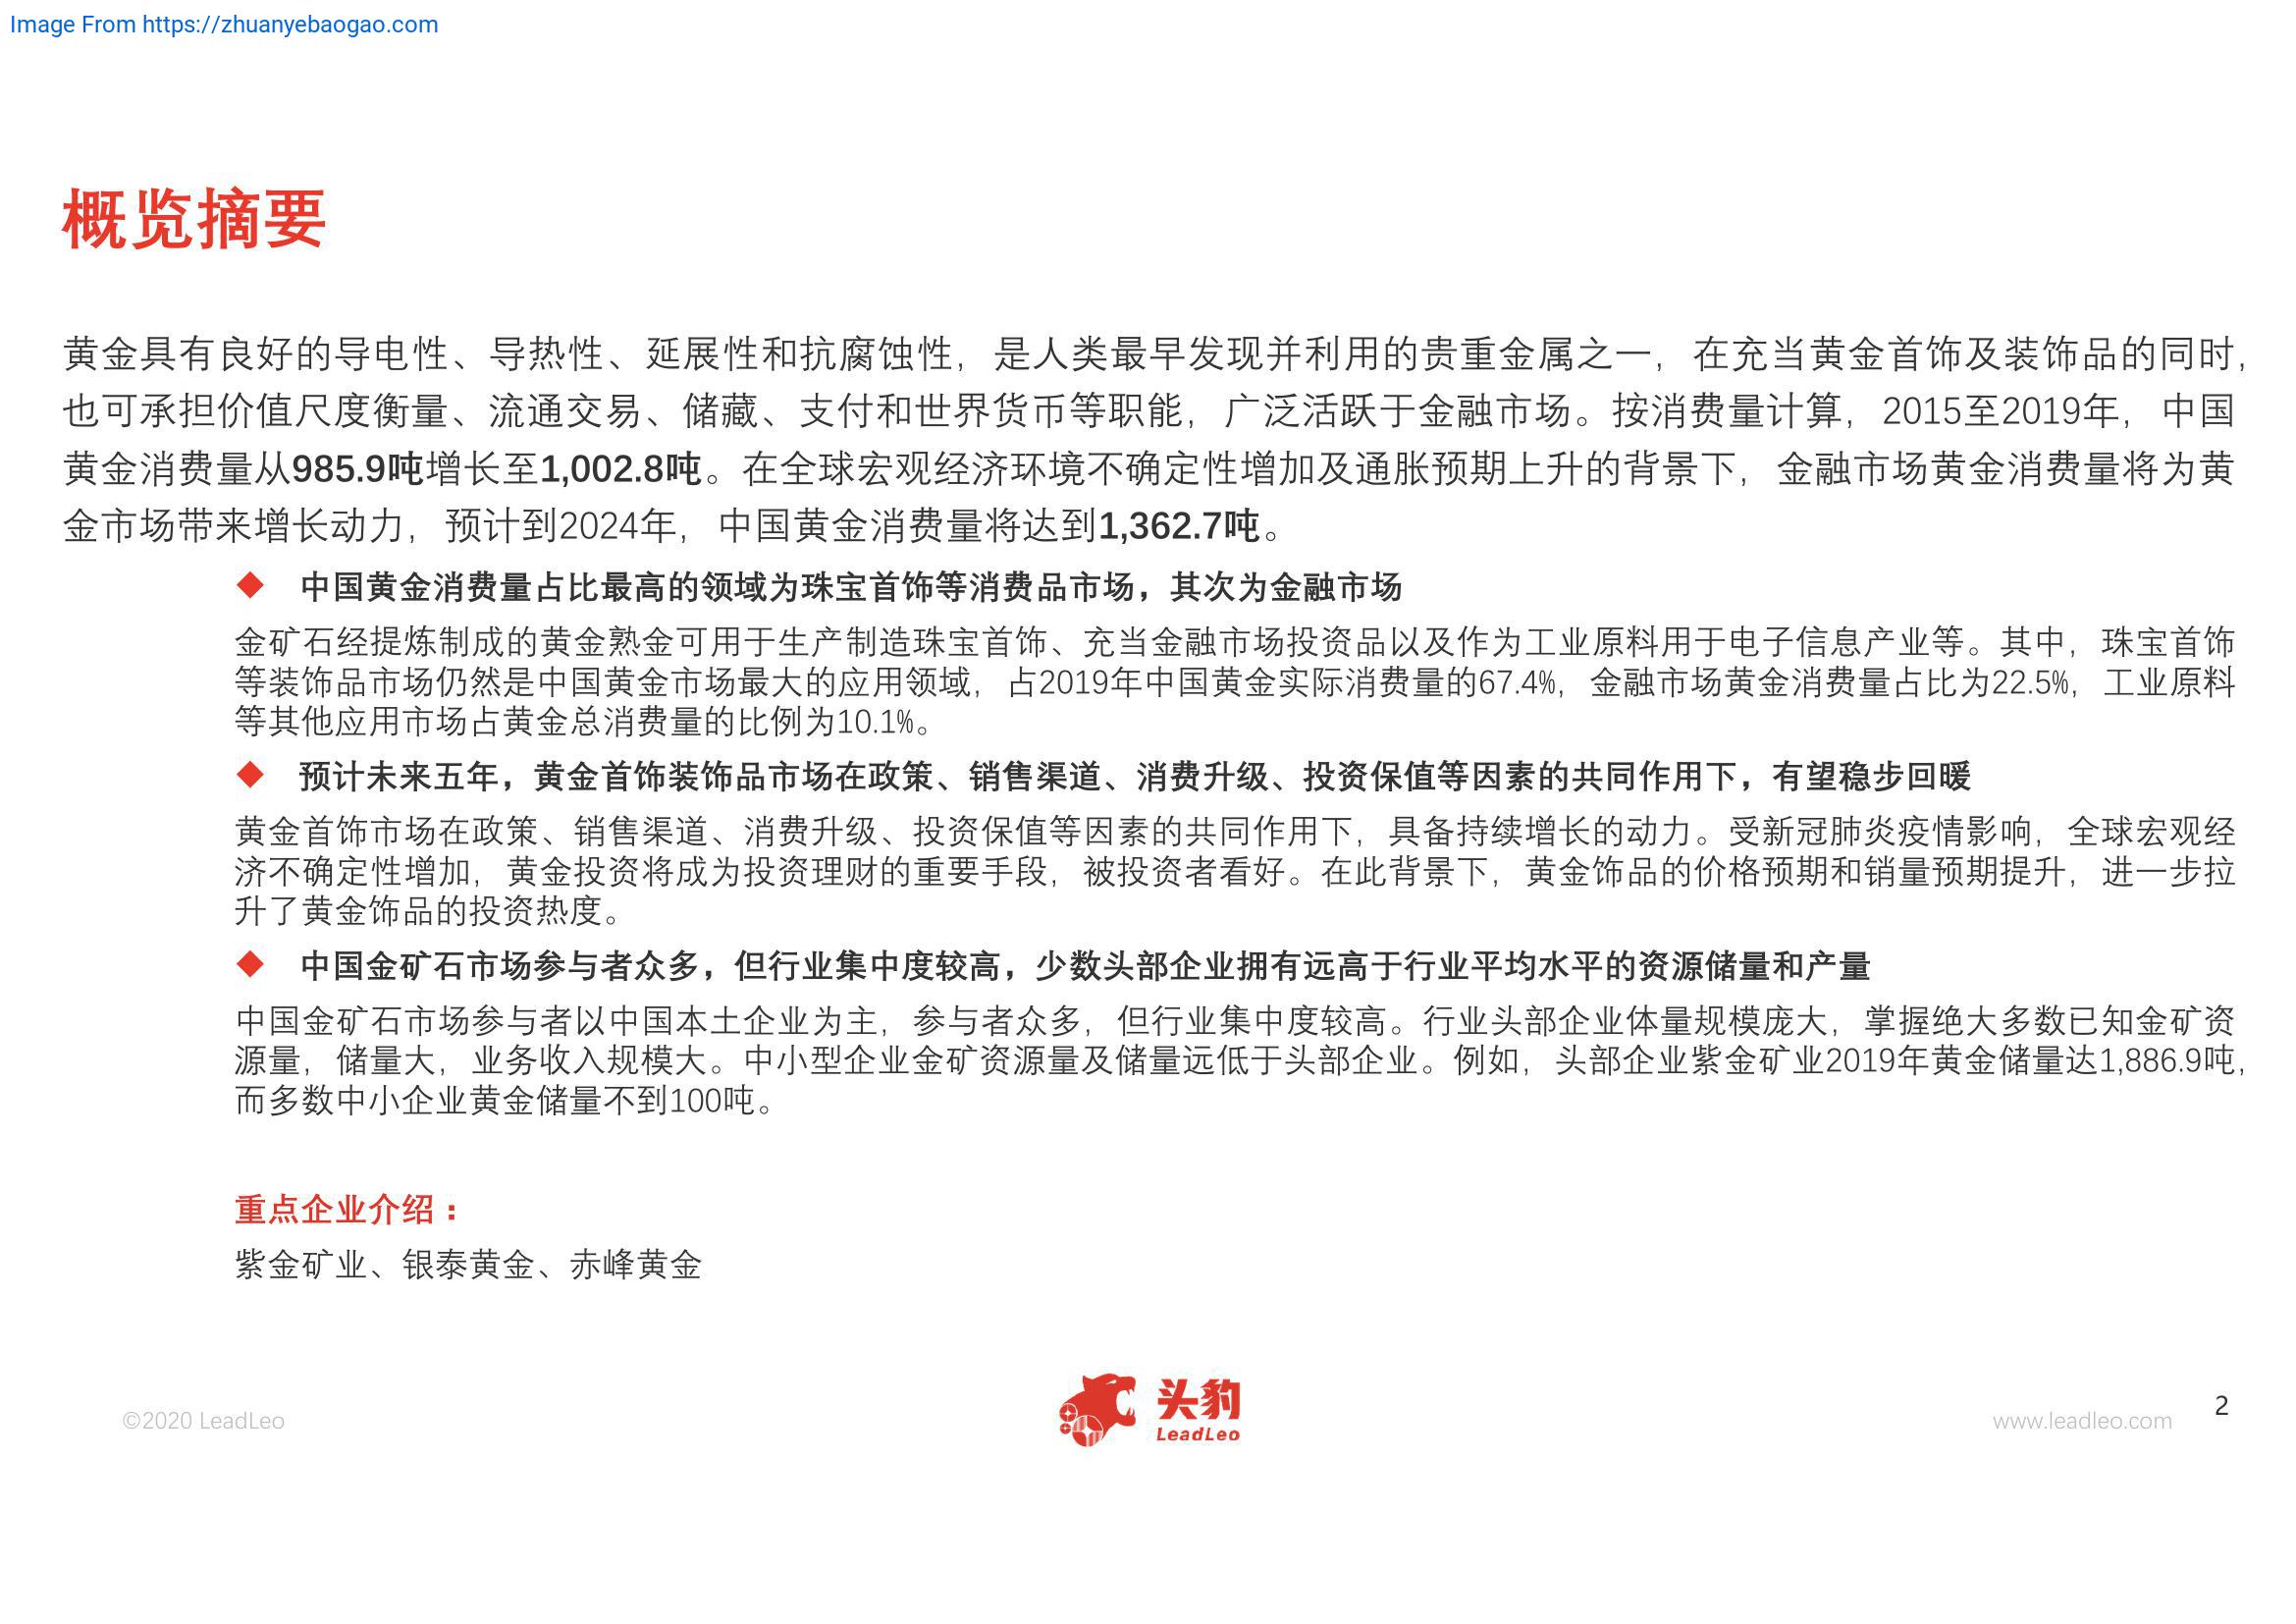 Image From https://zhuanyebaogao.com
概览摘要
黄金具有良好的导电性、导热性、延展性和抗腐蚀性，是人类最早发现并利用的贵重金属之一，在充当黄金首饰及装饰品的同时，
也可承担价值尺度衡量、流通交易、储藏、支付和世界货币等职能，广泛活跃于金融市场。按消费量计算，2015至2019年，中国
黄金消费量从985.9吨增长至1,002.8吨。在全球宏观经济环境不确定性增加及通胀预期上升的背景下，金融市场黄金消费量将为黄
金市场带来增长动力，预计到2024年，中国黄金消费量将达到1,362.7吨。
◆ 中国黄金消费量占比最高的领域为珠宝首饰等消费品市场，其次为金融市场
金矿石经提炼制成的黄金熟金可用于生产制造珠宝首饰、充当金融市场投资品以及作为工业原料用于电子信息产业等。其中，珠宝首饰
等装饰品市场仍然是中国黄金市场最大的应用领域，占2019年中国黄金实际消费量的67.4%，金融市场黄金消费量占比为22.5%，工业原料
等其他应用市场占黄金总消费量的比例为10.1%。
◆ 预计未来五年，黄金首饰装饰品市场在政策、销售渠道、消费升级、投资保值等因素的共同作用下，有望稳步回暖
黄金首饰市场在政策、销售渠道、消费升级、投资保值等因素的共同作用下，具备持续增长的动力。受新冠肺炎疫情影响，全球宏观经
济不确定性增加，黄金投资将成为投资理财的重要手段，被投资者看好。在此背景下，黄金饰品的价格预期和销量预期提升，进一步拉
升了黄金饰品的投资热度。
◆ 中国金矿石市场参与者众多，但行业集中度较高，少数头部企业拥有远高于行业平均水平的资源储量和产量
中国金矿石市场参与者以中国本土企业为主，参与者众多，但行业集中度较高。行业头部企业体量规模庞大，掌握绝大多数已知金矿资
源量，储量大，业务收入规模大。中小型企业金矿资源量及储量远低于头部企业。例如，头部企业紫金矿业2019年黄金储量达1,886.9吨，
而多数中小企业黄金储量不到100吨。
重点企业介绍：
紫金矿业、银泰黄金、赤峰黄金
©2020 LeadLeo
头豹
LeadLeo
www.leadleo.com
2